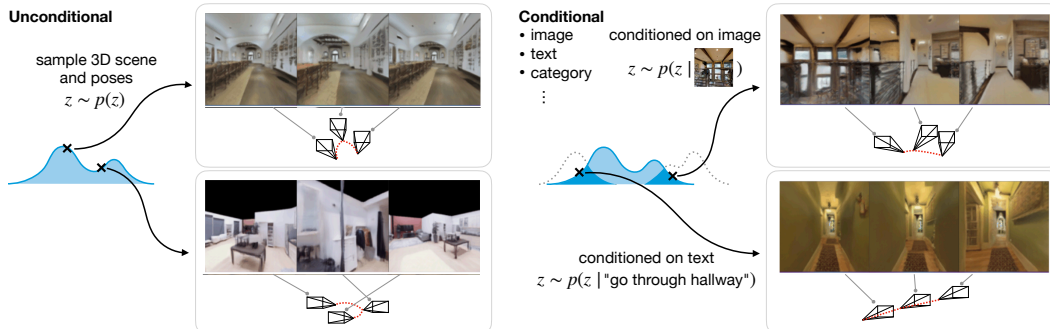 Unconditional
sample 3D scene
and poses
z ∼ p(z)
Conditional
• image
• text
• category
⋮
conditioned on image
z ∼ p(z | )
conditioned on text
z ∼ p(z | "go through hallway")